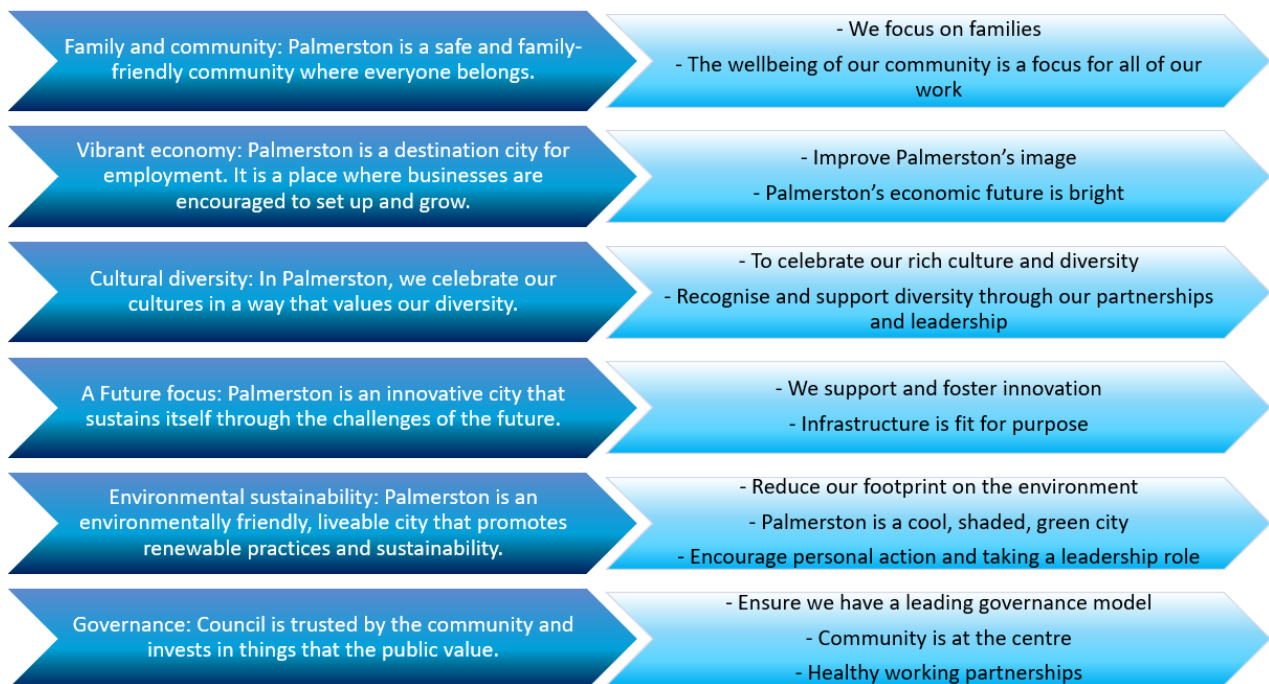 Family and community: Palmerston is a safe and family-
friendly community where everyone belongs.
- We focus on families
- The wellbeing of our community is a focus for all of our
work
Vibrant economy: Palmerston is a destination city for
employment. It is a place where businesses are
encouraged to set up and grow.
- Improve Palmerston’s image
- Palmerston’s economic future is bright
Cultural diversity: In Palmerston, we celebrate our
cultures in a way that values our diversity.
- To celebrate our rich culture and diversity
- Recognise and support diversity through our partnerships
and leadership
A Future focus: Palmerston is an innovative city that
sustains itself through the challenges of the future.
- We support and foster innovation
- Infrastructure is fit for purpose
Environmental sustainability: Palmerston is an
environmentally friendly, liveable city that promotes
renewable practices and sustainability.
- Reduce our footprint on the environment
- Palmerston is a cool, shaded, green city
- Encourage personal action and taking a leadership role
Governance: Council is trusted by the community and
invests in things that the public value.
- Ensure we have a leading governance model
- Community is at the centre
- Healthy working partnerships